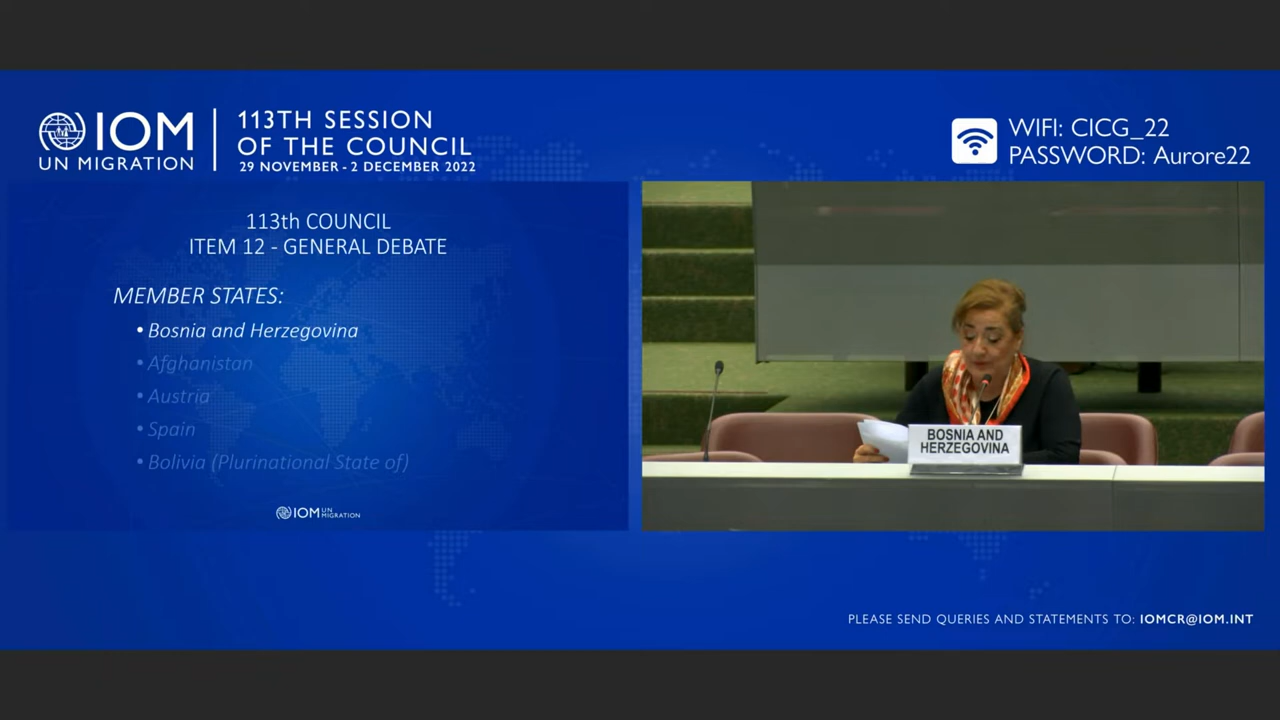 IOM
UN MIGRATION
113TH SESSION
OF THE COUNCIL
29 NOVEMBER - 2 DECEMBER 2022
WIFI: CICG_22
PASSWORD: Aurore22
113th COUNCIL
ITEM 12 - GENERAL DEBATE
MEMBER STATES:
• Bosnia and Herzegovina
• Afghanistan
• Austria
• Spain
• Bolivia (Plurinational State of)
IOM UN
MIGRATION
BOSNIA AND
HERZEGOVINA
PLEASE SEND QUERIES AND STATEMENTS TO: IOMCR@IOM.INT